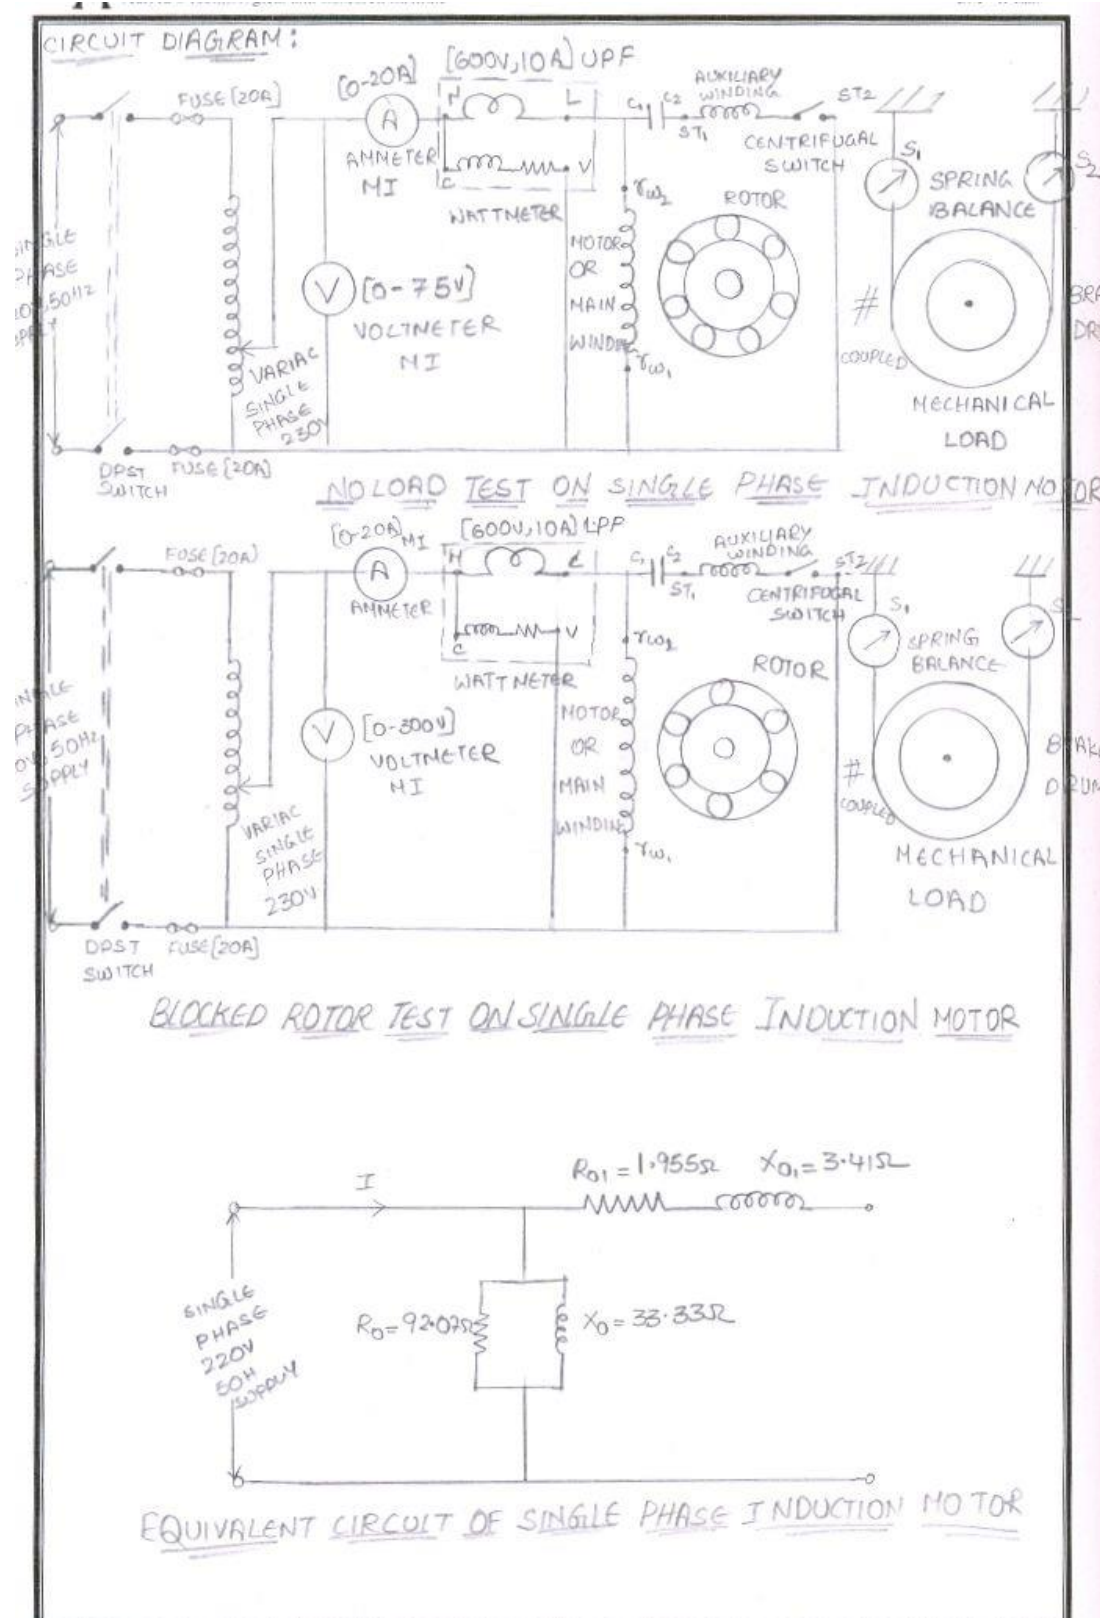 CIRCUIT DIAGRAM:
FUSE [20A]
[0-20A]
A
AMMETER
MI
[600V, 10A] UPF
M
L
C
V
WATTMETER
C1
C2
ST1
AUXILIARY
WINDING
ST2
CENTRIFUGAL
SWITCH
S1
S2
SPRING
BALANCE
rw2
ROTOR
MOTOR
OR
MAIN
WINDING
rw1
#
COUPLED
MECHANICAL
LOAD
V
[0-75V]
VOLTMETER
MI
VARIAC
SINGLE
PHASE
230V
DPST
SWITCH
FUSE [20A]
NO LOAD TEST ON SINGLE PHASE INDUCTION MOTOR
FUSE [20A]
[0-20A] MI
A
AMMETER
[600V, 10A] LPF
M
L
C
V
WATTMETER
C1
C2
ST1
AUXILIARY
WINDING
ST2
CENTRIFUGAL
SWITCH
S1
S
SPRING
BALANCE
rw2
ROTOR
MOTOR
OR
MAIN
WINDING
rw1
#
COUPLED
MECHANICAL
LOAD
V
[0-300V]
VOLTMETER
MI
50Hz
SUPPLY
VARIAC
SINGLE
PHASE
230V
DPST
SWITCH
FUSE [20A]
BLOCKED ROTOR TEST ON SINGLE PHASE INDUCTION MOTOR
I
R01 = 1.955Ω
X01 = 3.41Ω
SINGLE
PHASE
220V
50H
SUPPLY
R0 = 92.07Ω
X0 = 33.33Ω
EQUIVALENT CIRCUIT OF SINGLE PHASE INDUCTION MOTOR